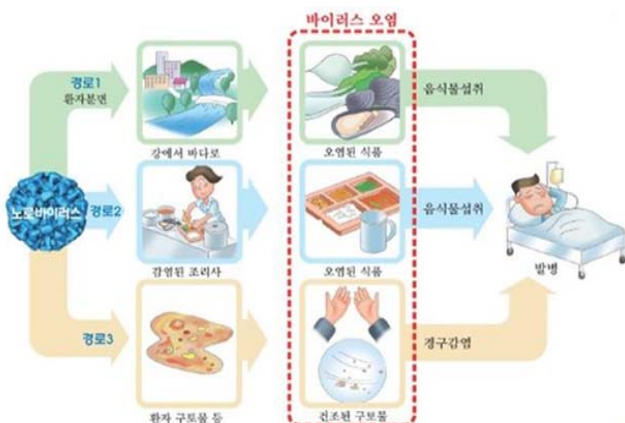 바이러스 오염
경로1
환자분변
강에서 바다로
오염된 식품
음식물섭취
노로바이러스
경로2
감염된 조리사
오염된 식품
음식물섭취
발병
경로3
환자 구토물 등
건조된 구토물
경구감염